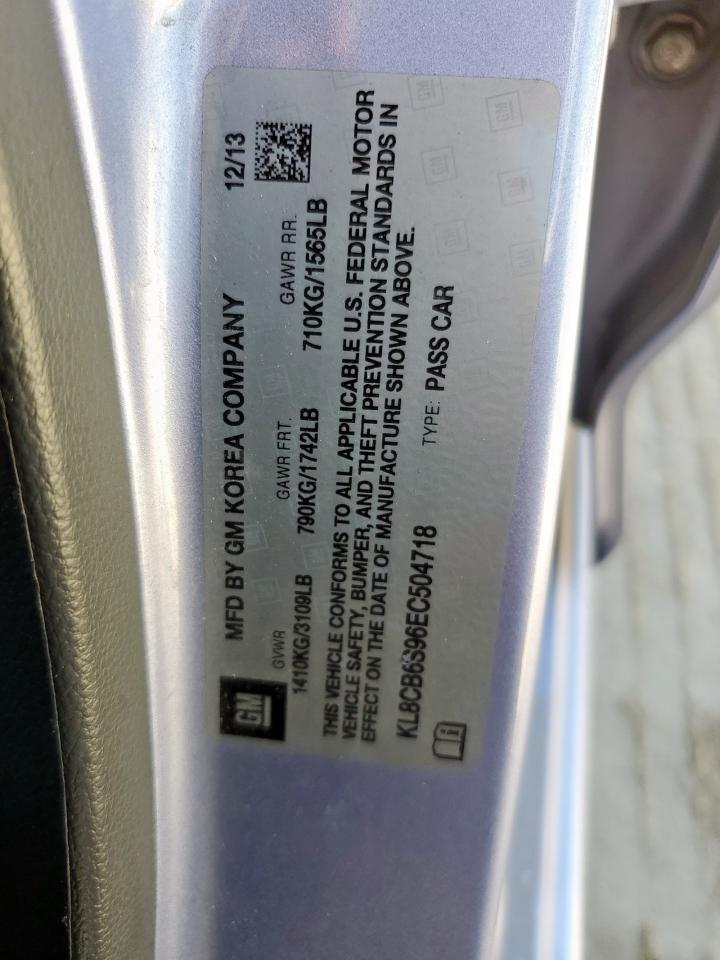 MFD BY GM KOREA COMPANY 12/13
GVWR GAWR FRT. GAWR RR.
1410KG/3109LB 790KG/1742LB 710KG/1565LB
THIS VEHICLE CONFORMS TO ALL APPLICABLE U.S. FEDERAL MOTOR
VEHICLE SAFETY, BUMPER, AND THEFT PREVENTION STANDARDS IN
EFFECT ON THE DATE OF MANUFACTURE SHOWN ABOVE.
KL8CB6S96EC504718 TYPE: PASS CAR
GM